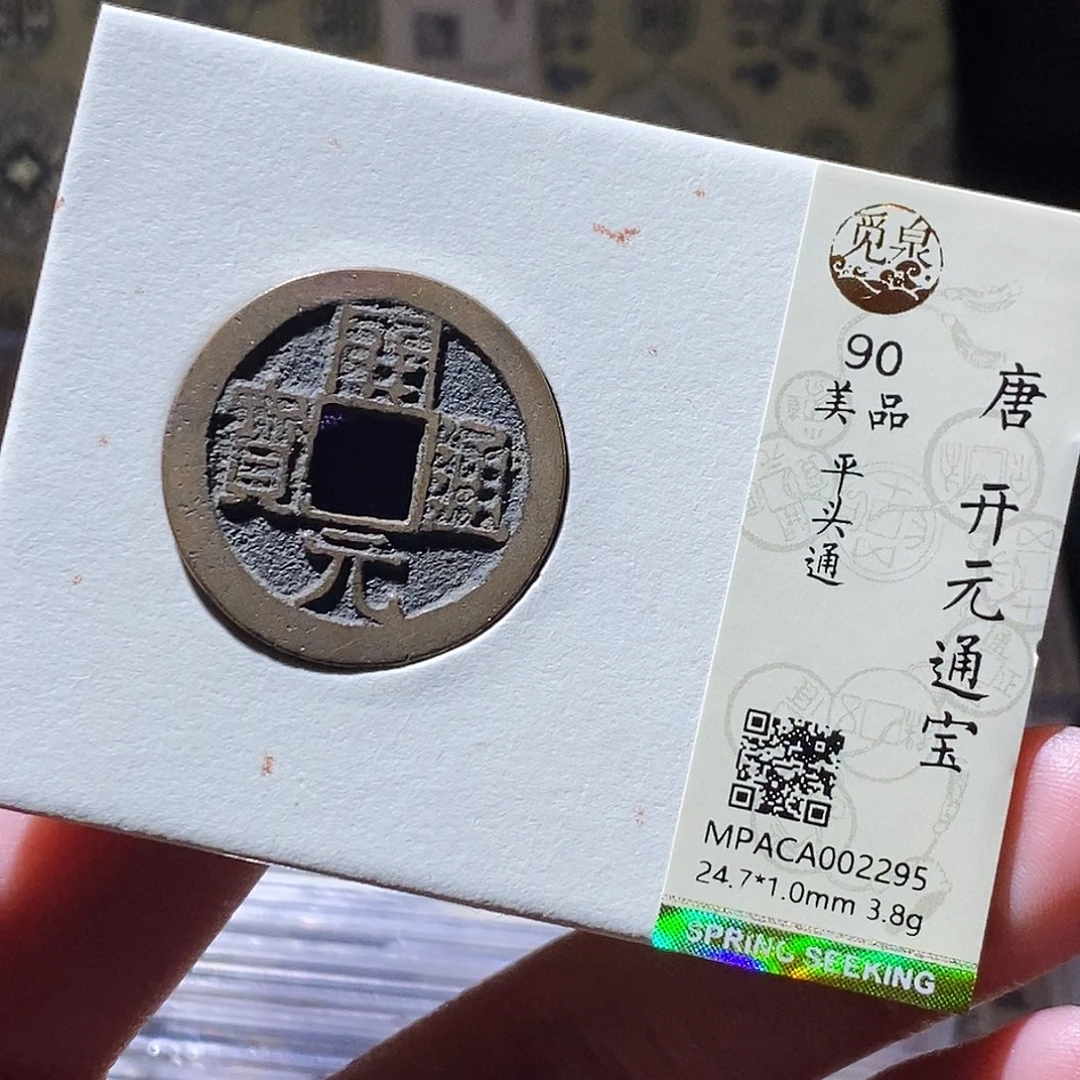 開元通寳
觅泉
90
美品
平头通
唐 开元通宝
MPACA002295
24.7*1.0mm 3.8g
SPRING SEEKING